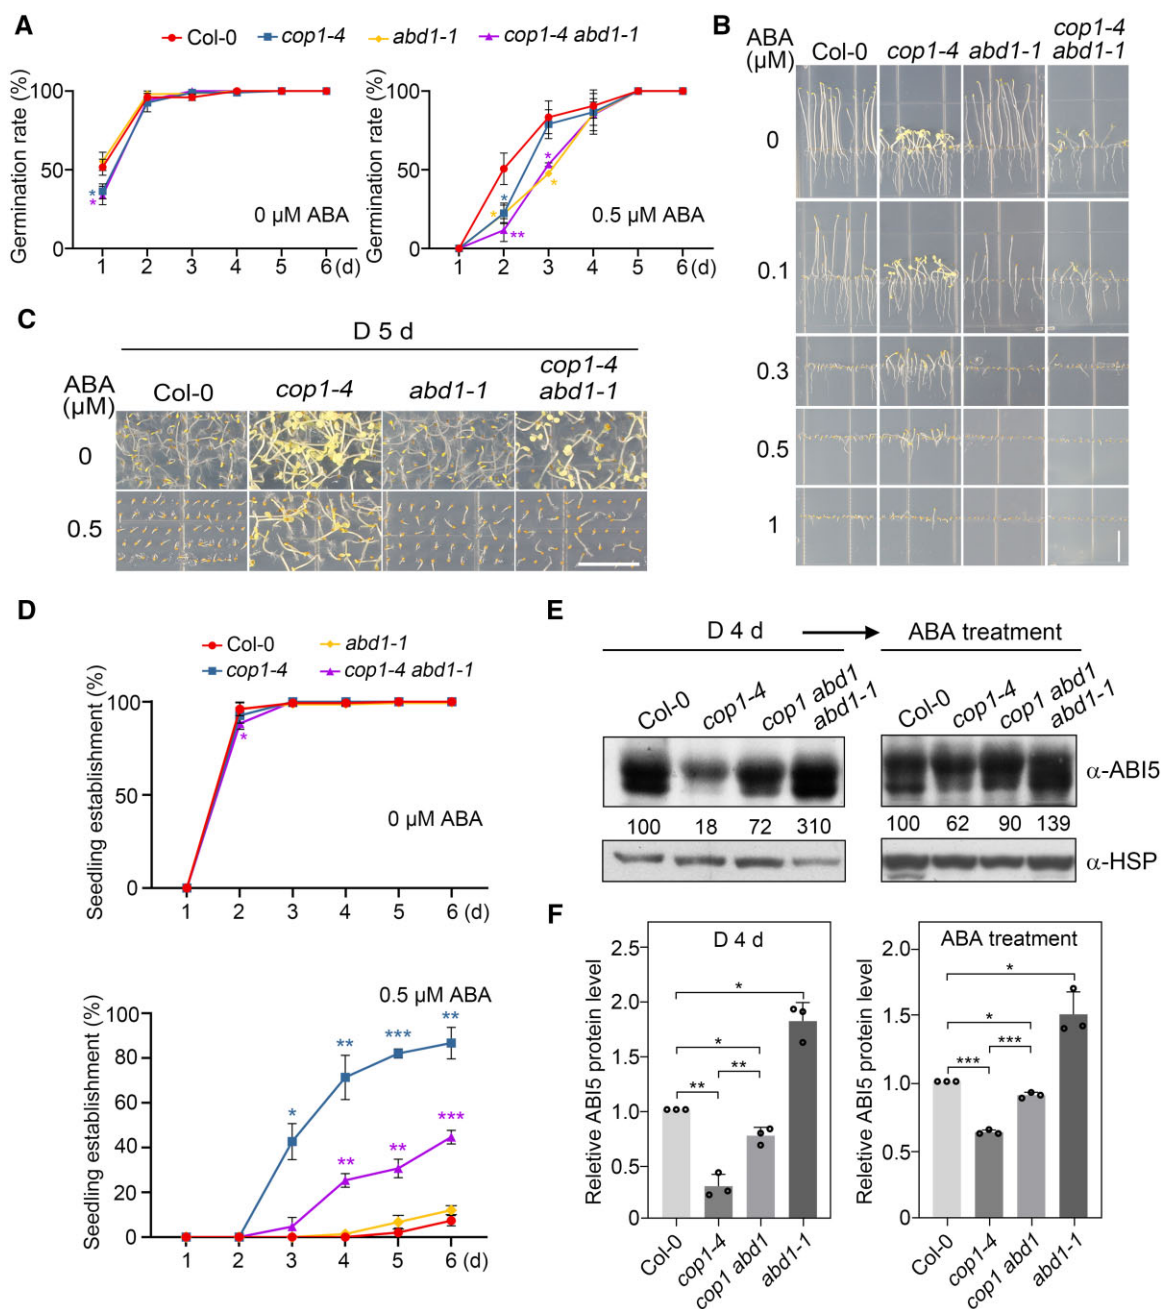 A
Col-0 cop1-4 abd1-1 cop1-4 abd1-1
Germination rate (%)
100
50
0
0 µM ABA
1 2 3 4 5 6 (d)
*
*
Germination rate (%)
100
50
0
0.5 µM ABA
1 2 3 4 5 6 (d)
*
*
**
*
*
B
ABA
(µM)
Col-0 cop1-4 abd1-1 cop1-4
abd1-1
0
0.1
0.3
0.5
1
C
D 5 d
ABA
(µM)
Col-0 cop1-4 abd1-1 cop1-4
abd1-1
0
0.5
D
Col-0 abd1-1
cop1-4 cop1-4 abd1-1
Seedling establishment (%)
100
50
0
*
0 µM ABA
1 2 3 4 5 6 (d)
0.5 µM ABA
Seedling establishment (%)
100
80
60
40
20
0
* ** *** **
** ** ***
1 2 3 4 5 6 (d)
E
D 4 d ABA treatment
Col-0 cop1-4 cop1 abd1 abd1-1
Col-0 cop1-4 cop1 abd1 abd1-1
α-ABI5
100 18 72 310
100 62 90 139
α-HSP
F
D 4 d
Reletive ABI5 protein level
2.5
2.0
1.5
1.0
0.5
0
*
*
** **
Col-0 cop1-4 cop1 abd1 abd1-1
ABA treatment
Reletive ABI5 protein level
2.0
1.5
1.0
0.5
0
*
*
*** ***
Col-0 cop1-4 cop1 abd1 abd1-1